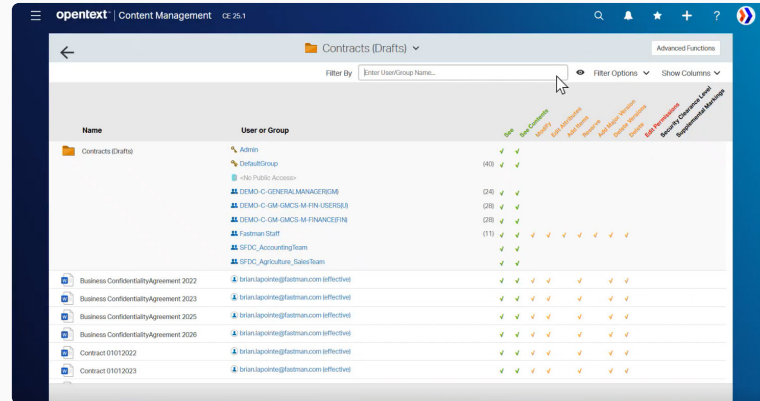 opentext™ | Content Management CE 25.1
Contracts (Drafts)
Advanced Functions
Filter By Enter User/Group Name... Filter Options Show Columns
Name User or Group See See Contents Modify Edit Attributes Add Items Reserve Add Major Version Delete Versions Delete Edit Permissions Security Clearance Level Supplemental Markings
Contracts (Drafts) Admin
DefaultGroup (40)
<No Public Access>
DEMO-C-GENERALMANAGER(GM) (24)
DEMO-C-GM-GMCS-M-FIN-USERS(U) (28)
DEMO-C-GM-GMCS-M-FINANCE(FIN) (28)
Fastman Staff (11)
SFDC_AccountingTeam
SFDC_Agriculture_SalesTeam
Business ConfidentialityAgreement 2022 brian.lapointe@fastman.com (effective)
Business ConfidentialityAgreement 2023 brian.lapointe@fastman.com (effective)
Business ConfidentialityAgreement 2025 brian.lapointe@fastman.com (effective)
Business ConfidentialityAgreement 2026 brian.lapointe@fastman.com (effective)
Contract 01012022 brian.lapointe@fastman.com (effective)
Contract 01012023 brian.lapointe@fastman.com (effective)